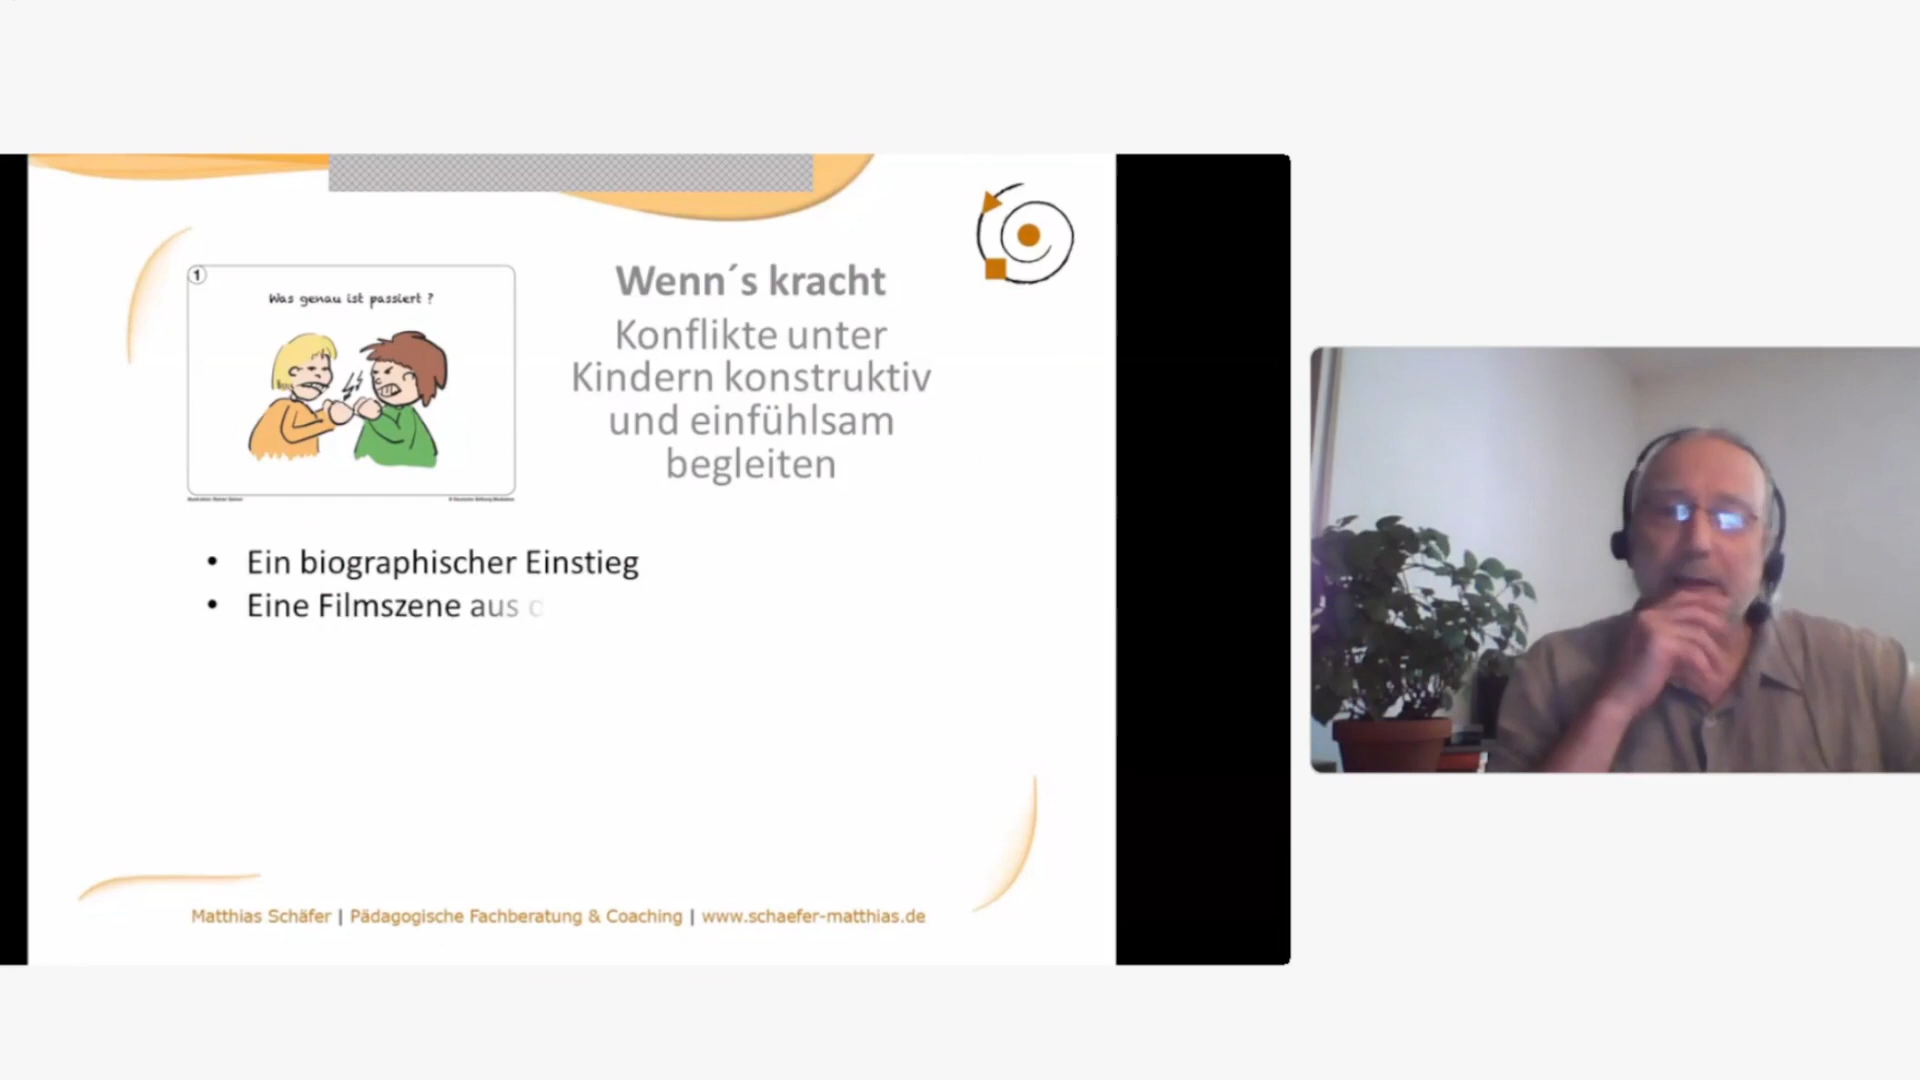 1
Was genau ist passiert ?
Wenn´s kracht
Konflikte unter
Kindern konstruktiv
und einfühlsam
begleiten
• Ein biographischer Einstieg
• Eine Filmszene aus d
Matthias Schäfer | Pädagogische Fachberatung & Coaching | www.schaefer-matthias.de